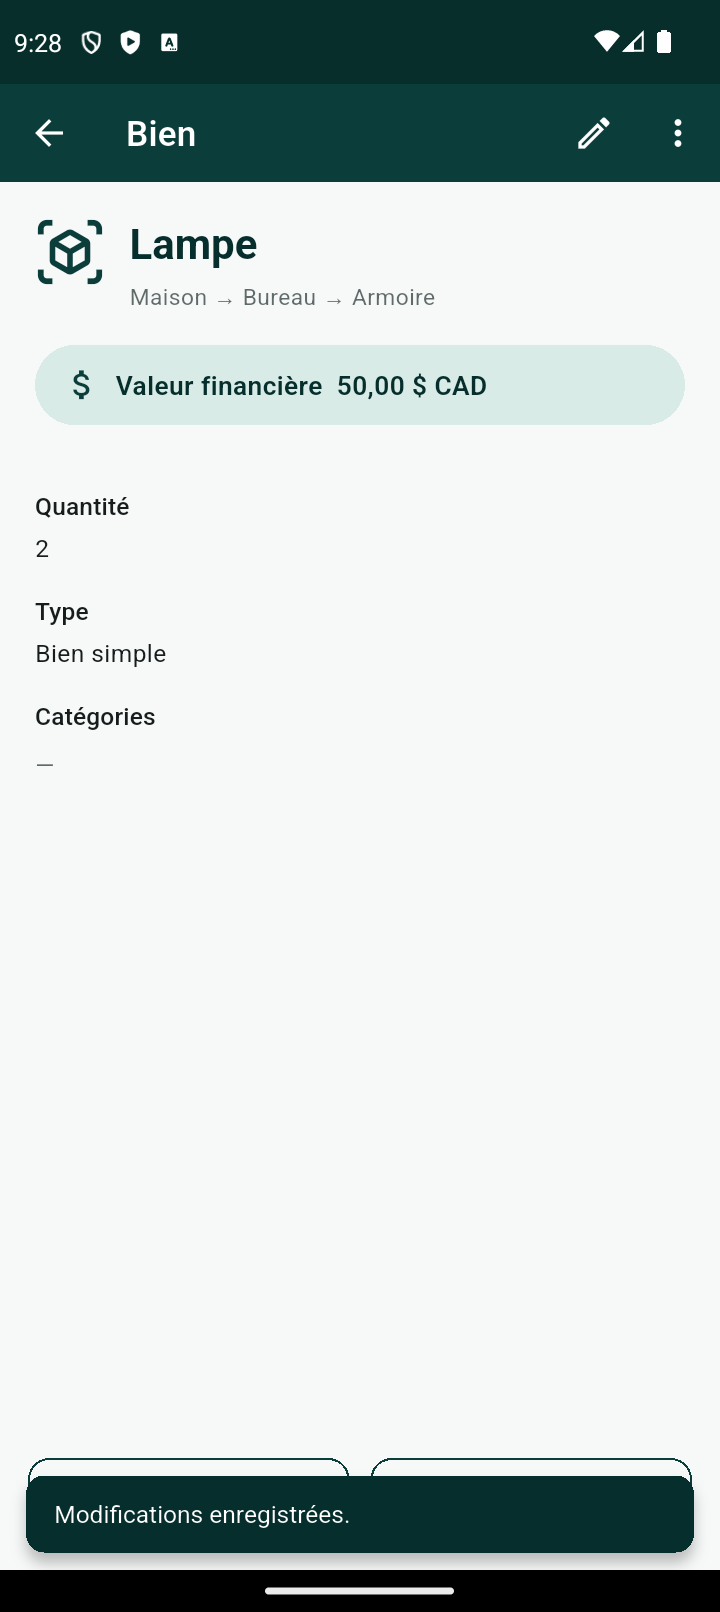 9:28
Bien
Lampe
Maison → Bureau → Armoire
$ Valeur financière 50,00 $ CAD
Quantité
2
Type
Bien simple
Catégories
—
Modifications enregistrées.